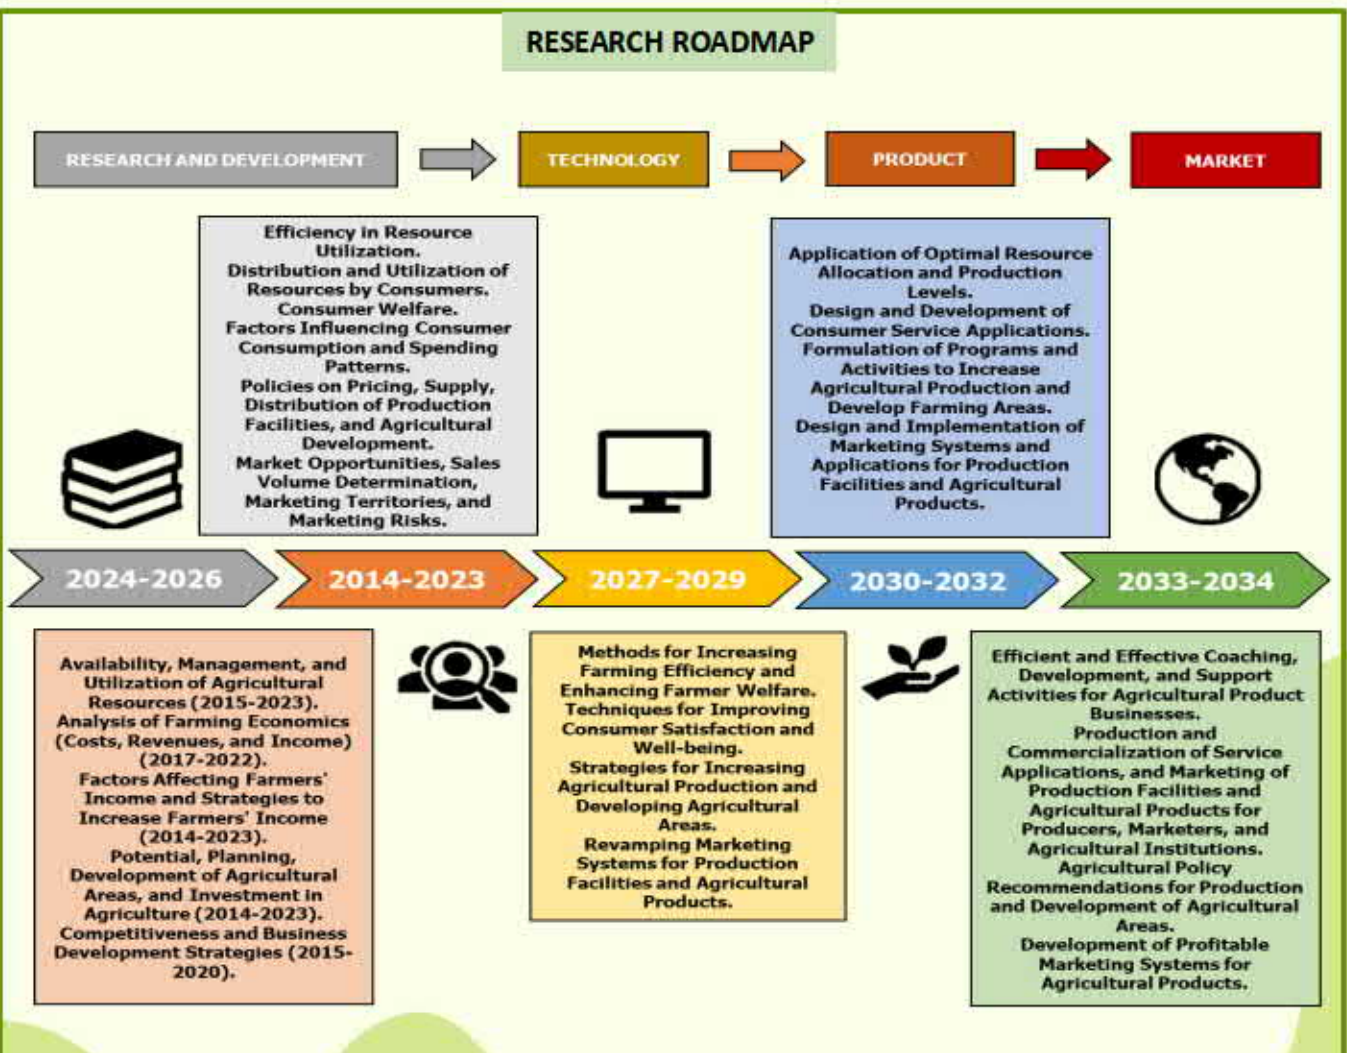 RESEARCH ROADMAP
RESEARCH AND DEVELOPMENT
TECHNOLOGY
PRODUCT
MARKET
Efficiency in Resource
Utilization.
Distribution and Utilization of
Resources by Consumers.
Consumer Welfare.
Factors Influencing Consumer
Consumption and Spending
Patterns.
Policies on Pricing, Supply,
Distribution of Production
Facilities, and Agricultural
Development.
Market Opportunities, Sales
Volume Determination,
Marketing Territories, and
Marketing Risks.
Application of Optimal Resource
Allocation and Production
Levels.
Design and Development of
Consumer Service Applications.
Formulation of Programs and
Activities to Increase
Agricultural Production and
Develop Farming Areas.
Design and Implementation of
Marketing Systems and
Applications for Production
Facilities and Agricultural
Products.
2024-2026
2014-2023
2027-2029
2030-2032
2033-2034
Availability, Management, and
Utilization of Agricultural
Resources (2015-2023).
Analysis of Farming Economics
(Costs, Revenues, and Income)
(2017-2022).
Factors Affecting Farmers'
Income and Strategies to
Increase Farmers' Income
(2014-2023).
Potential, Planning,
Development of Agricultural
Areas, and Investment in
Agriculture (2014-2023).
Competitiveness and Business
Development Strategies (2015-
2020).
Methods for Increasing
Farming Efficiency and
Enhancing Farmer Welfare.
Techniques for Improving
Consumer Satisfaction and
Well-being.
Strategies for Increasing
Agricultural Production and
Developing Agricultural
Areas.
Revamping Marketing
Systems for Production
Facilities and Agricultural
Products.
Efficient and Effective Coaching,
Development, and Support
Activities for Agricultural Product
Businesses.
Production and
Commercialization of Service
Applications, and Marketing of
Production Facilities and
Agricultural Products for
Producers, Marketers, and
Agricultural Institutions.
Agricultural Policy
Recommendations for Production
and Development of Agricultural
Areas.
Development of Profitable
Marketing Systems for
Agricultural Products.